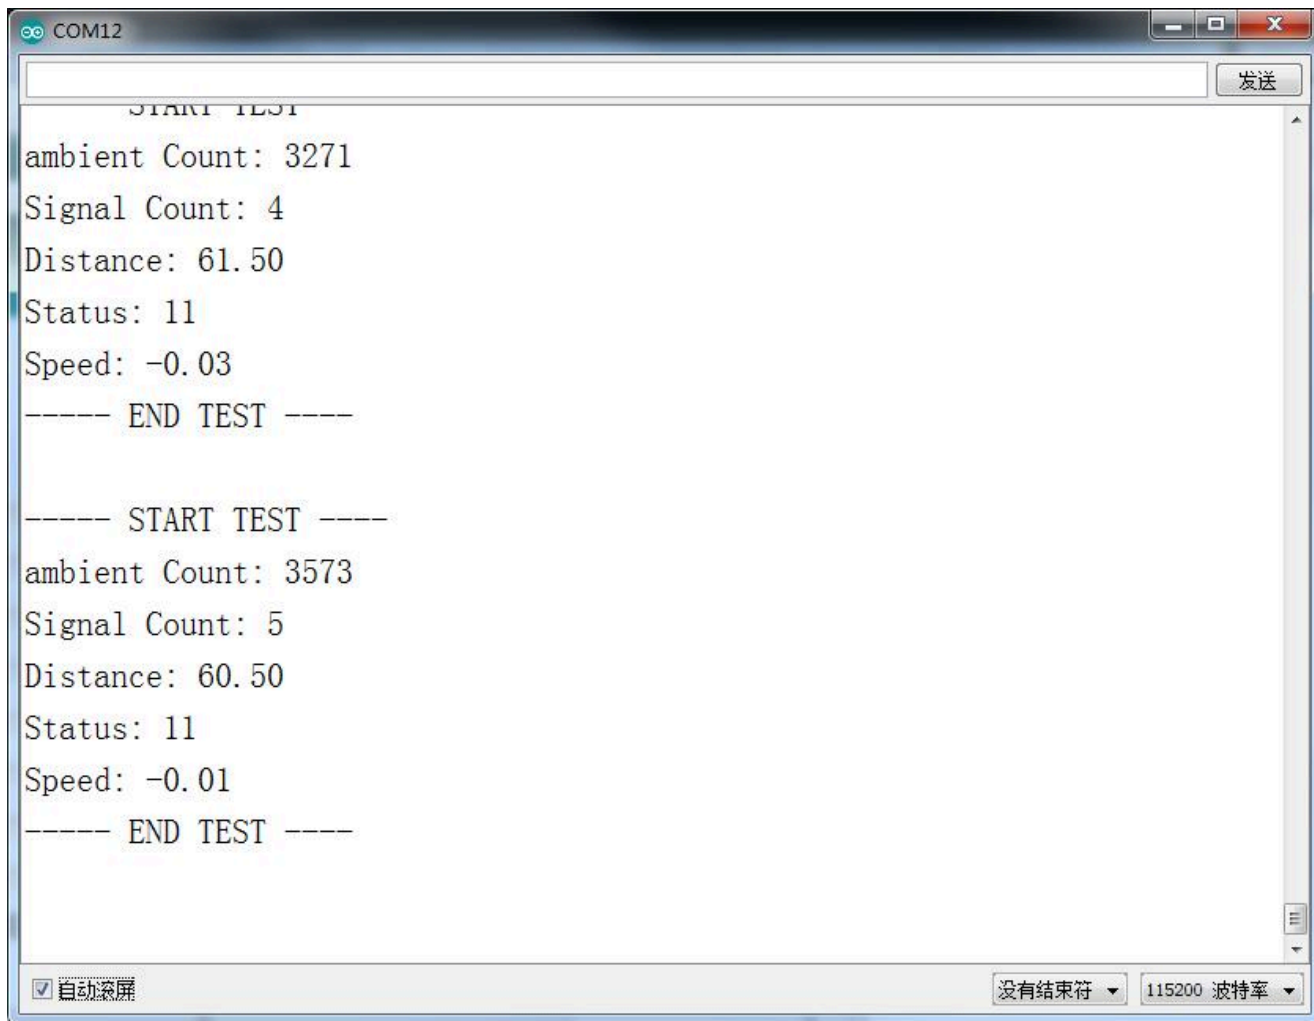 COM12
发送
START TEST
ambient Count: 3271
Signal Count: 4
Distance: 61.50
Status: 11
Speed: -0.03
----- END TEST ----
----- START TEST ----
ambient Count: 3573
Signal Count: 5
Distance: 60.50
Status: 11
Speed: -0.01
----- END TEST ----
自动滚屏
没有结束符
115200 波特率